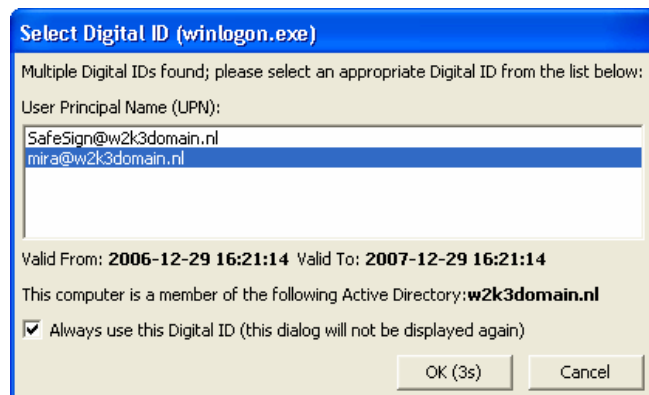 Select Digital ID (winlogon.exe)
Multiple Digital IDs found; please select an appropriate Digital ID from the list below:
User Principal Name (UPN):
SafeSign@w2k3domain.nl
mira@w2k3domain.nl
Valid From: 2006-12-29 16:21:14 Valid To: 2007-12-29 16:21:14
This computer is a member of the following Active Directory:w2k3domain.nl
Always use this Digital ID (this dialog will not be displayed again)
OK (3s) Cancel